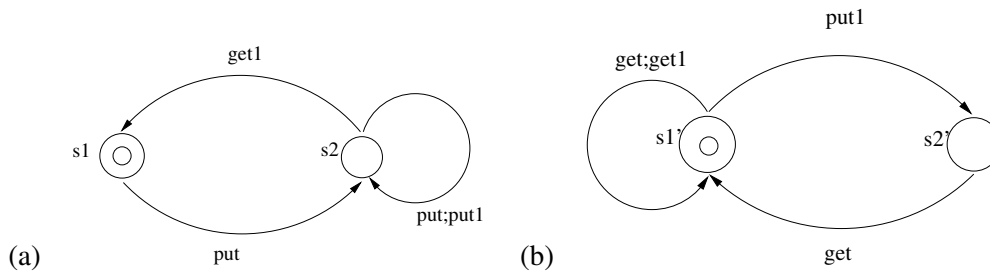 get1
s1
s2
put;put1
put
(a)
put1
get;get1
s1'
s2'
get
(b)